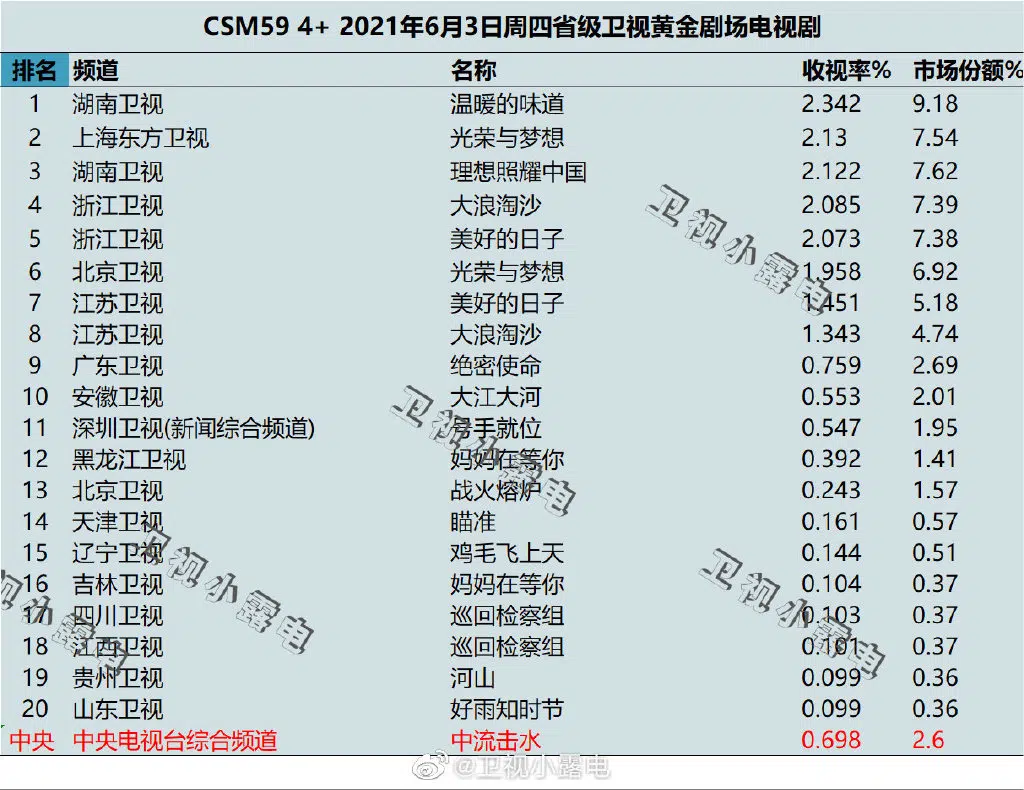 CSM59 4+ 2021年6月3日周四省级卫视黄金剧场电视剧
排名 频道 名称 收视率% 市场份额%
1 湖南卫视 温暖的味道 2.342 9.18
2 上海东方卫视 光荣与梦想 2.13 7.54
3 湖南卫视 理想照耀中国 2.122 7.62
4 浙江卫视 大浪淘沙 2.085 7.39
5 浙江卫视 美好的日子 2.073 7.38
6 北京卫视 光荣与梦想 1.958 6.92
7 江苏卫视 美好的日子 1.451 5.18
8 江苏卫视 大浪淘沙 1.343 4.74
9 广东卫视 绝密使命 0.759 2.69
10 安徽卫视 大江大河 0.553 2.01
11 深圳卫视(新闻综合频道) 号手就位 0.547 1.95
12 黑龙江卫视 妈妈在等你 0.392 1.41
13 北京卫视 战火熔炉 0.243 1.57
14 天津卫视 瞄准 0.161 0.57
15 辽宁卫视 鸡毛飞上天 0.144 0.51
16 吉林卫视 妈妈在等你 0.104 0.37
17 四川卫视 巡回检察组 0.103 0.37
18 江西卫视 巡回检察组 0.101 0.37
19 贵州卫视 河山 0.099 0.36
20 山东卫视 好雨知时节 0.099 0.36
中央 中央电视台综合频道 中流击水 0.698 2.6
卫视小露电
卫视小露电
卫视小露电
视小露电
卫视小露电
@卫视小露电